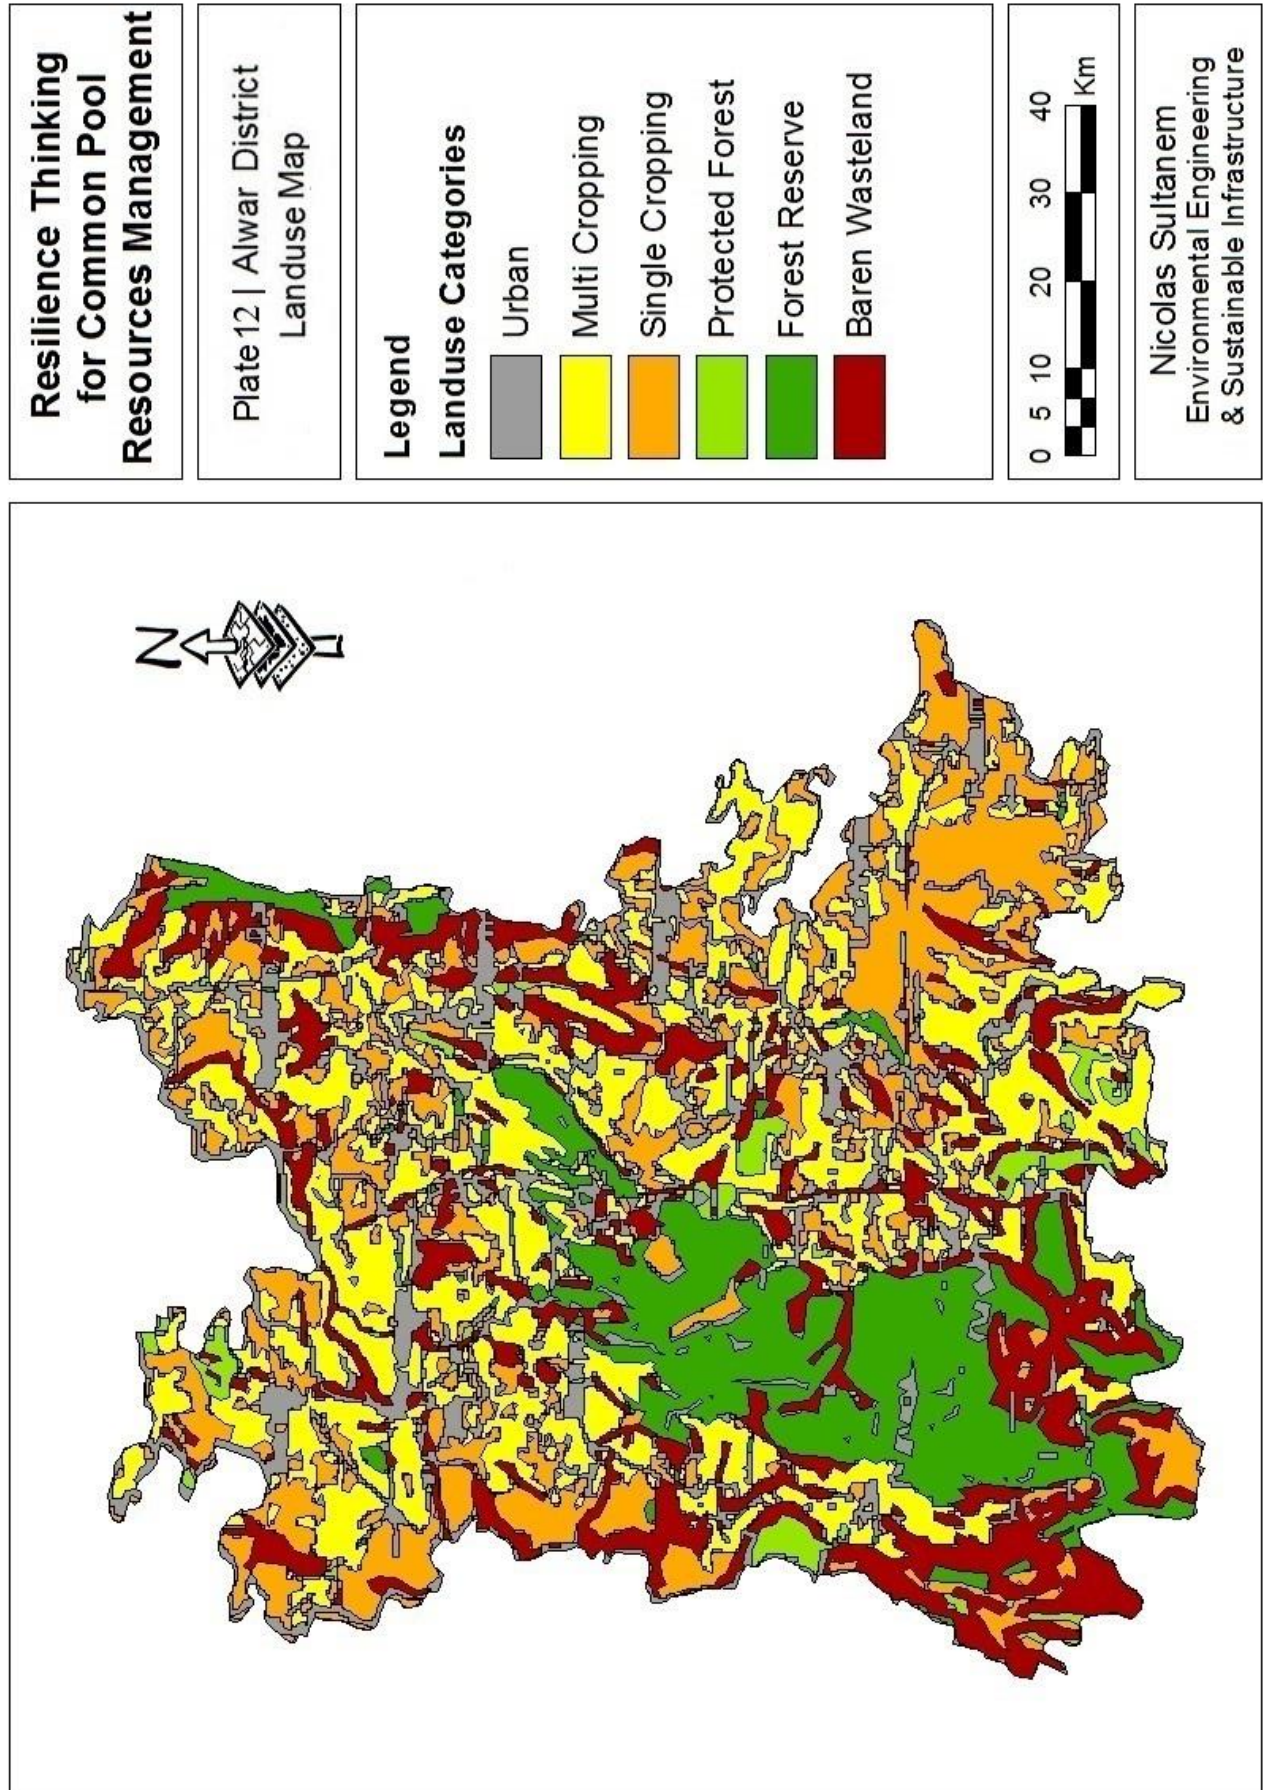 Resilience Thinking
for Common Pool
Resources Management
Plate 12 | Alwar District
Landuse Map
Legend
Landuse Categories
Urban
Multi Cropping
Single Cropping
Protected Forest
Forest Reserve
Baren Wasteland
0 5 10 20 30 40
Km
Nicolas Sultanem
Environmental Engineering
& Sustainable Infrastructure
N